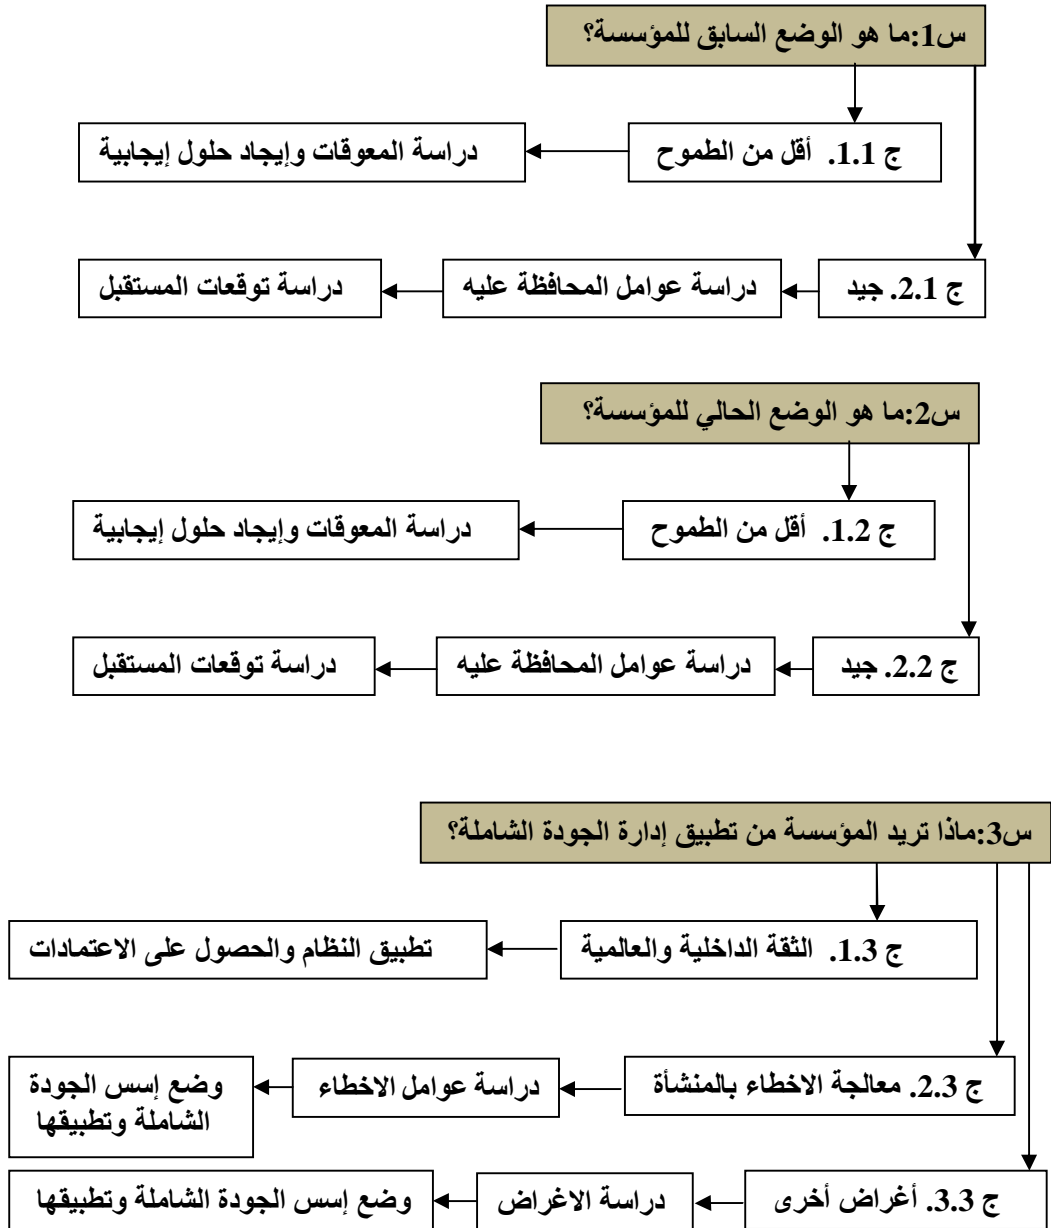 س1:ما هو الوضع السابق للمؤسسة؟
ج 1.1. أقل من الطموح
دراسة المعوقات وإيجاد حلول إيجابية
ج 2.1. جيد
دراسة عوامل المحافظة عليه
دراسة توقعات المستقبل
س2:ما هو الوضع الحالي للمؤسسة؟
ج 1.2. أقل من الطموح
دراسة المعوقات وإيجاد حلول إيجابية
ج 2.2. جيد
دراسة عوامل المحافظة عليه
دراسة توقعات المستقبل
س3:ماذا تريد المؤسسة من تطبيق إدارة الجودة الشاملة؟
ج 1.3. الثقة الداخلية والعالمية
تطبيق النظام والحصول على الاعتمادات
ج 2.3. معالجة الاخطاء بالمنشأة
دراسة عوامل الاخطاء
وضع إسس الجودة
الشاملة وتطبيقها
ج 3.3. أغراض أخرى
دراسة الاغراض
وضع إسس الجودة الشاملة وتطبيقها